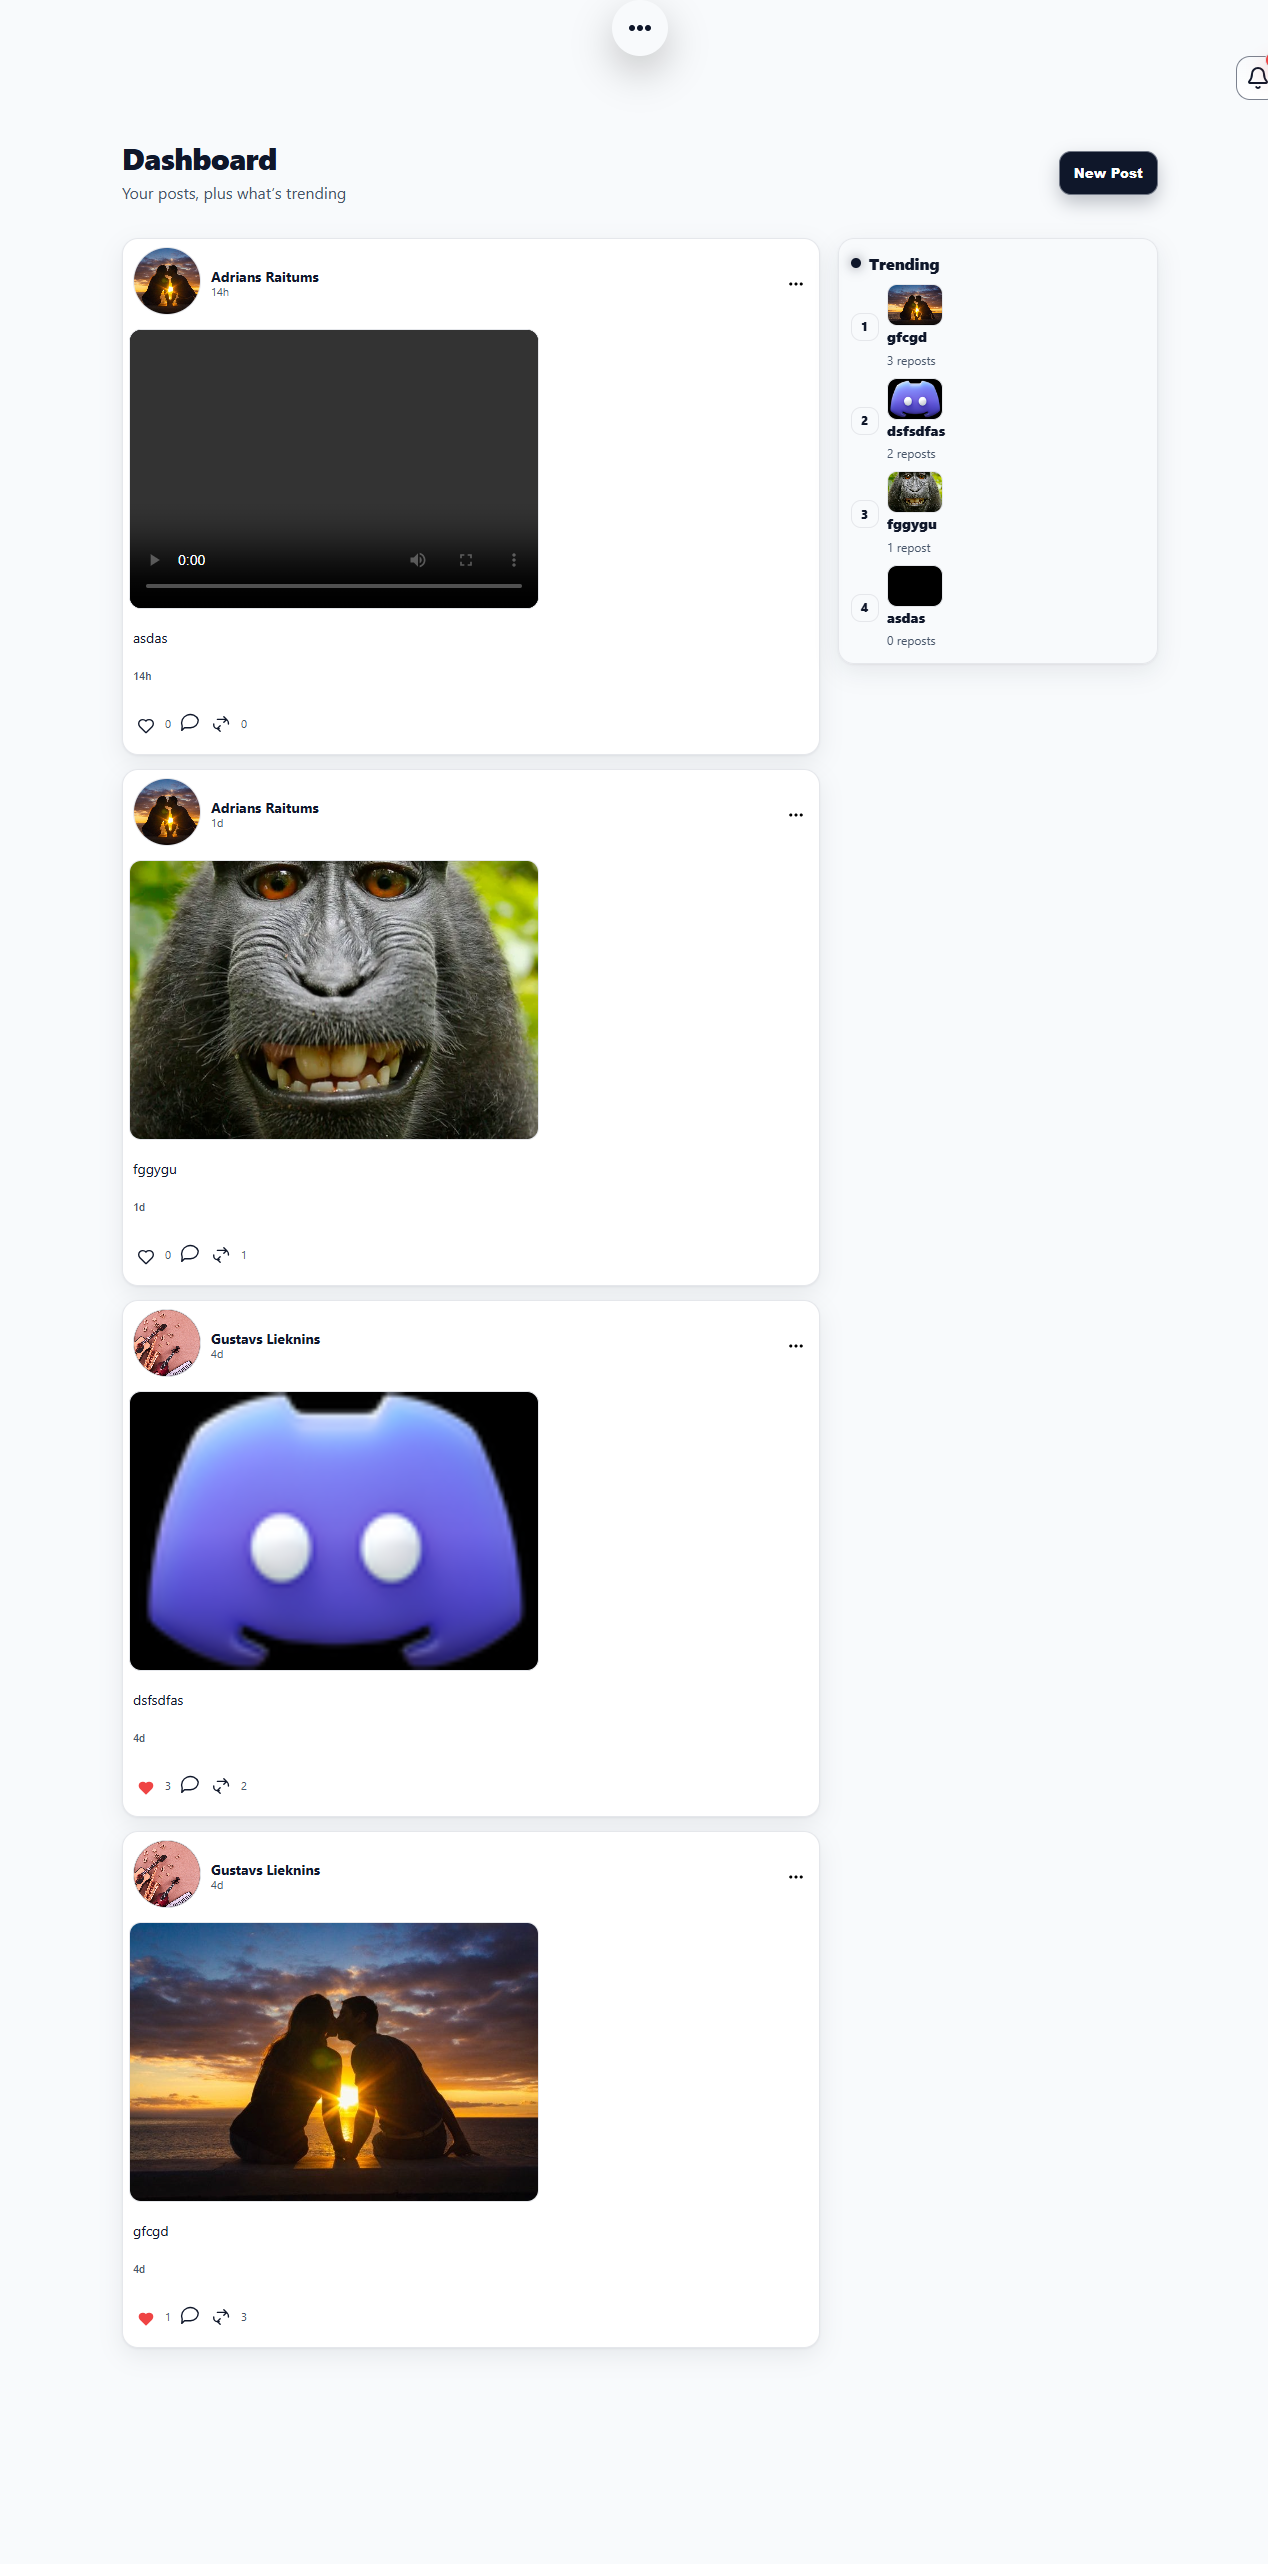 Dashboard
Your posts, plus what's trending
New Post
Adrians Raitums
14h
0:00
asdas
14h
0
0
Adrians Raitums
1d
fggygu
1d
0
1
Gustavs Lieknins
4d
dsfsdfas
4d
3
2
Gustavs Lieknins
4d
gfcgd
4d
1
3
Trending
1
gfcgd
3 reposts
2
dsfsdfas
2 reposts
3
fggygu
1 repost
4
asdas
0 reposts